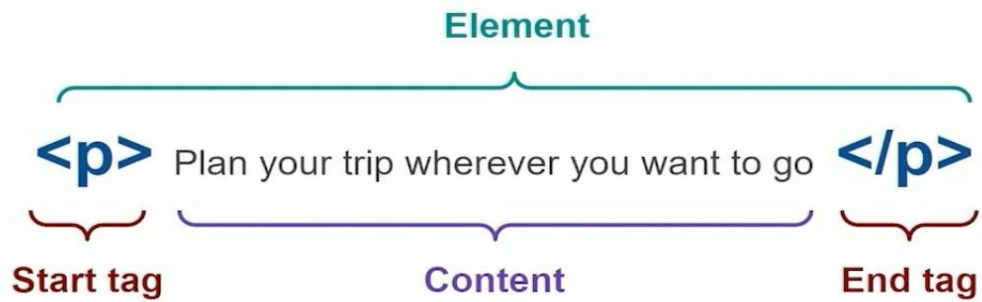 Element
<p> Plan your trip wherever you want to go </p>
Start tag Content End tag